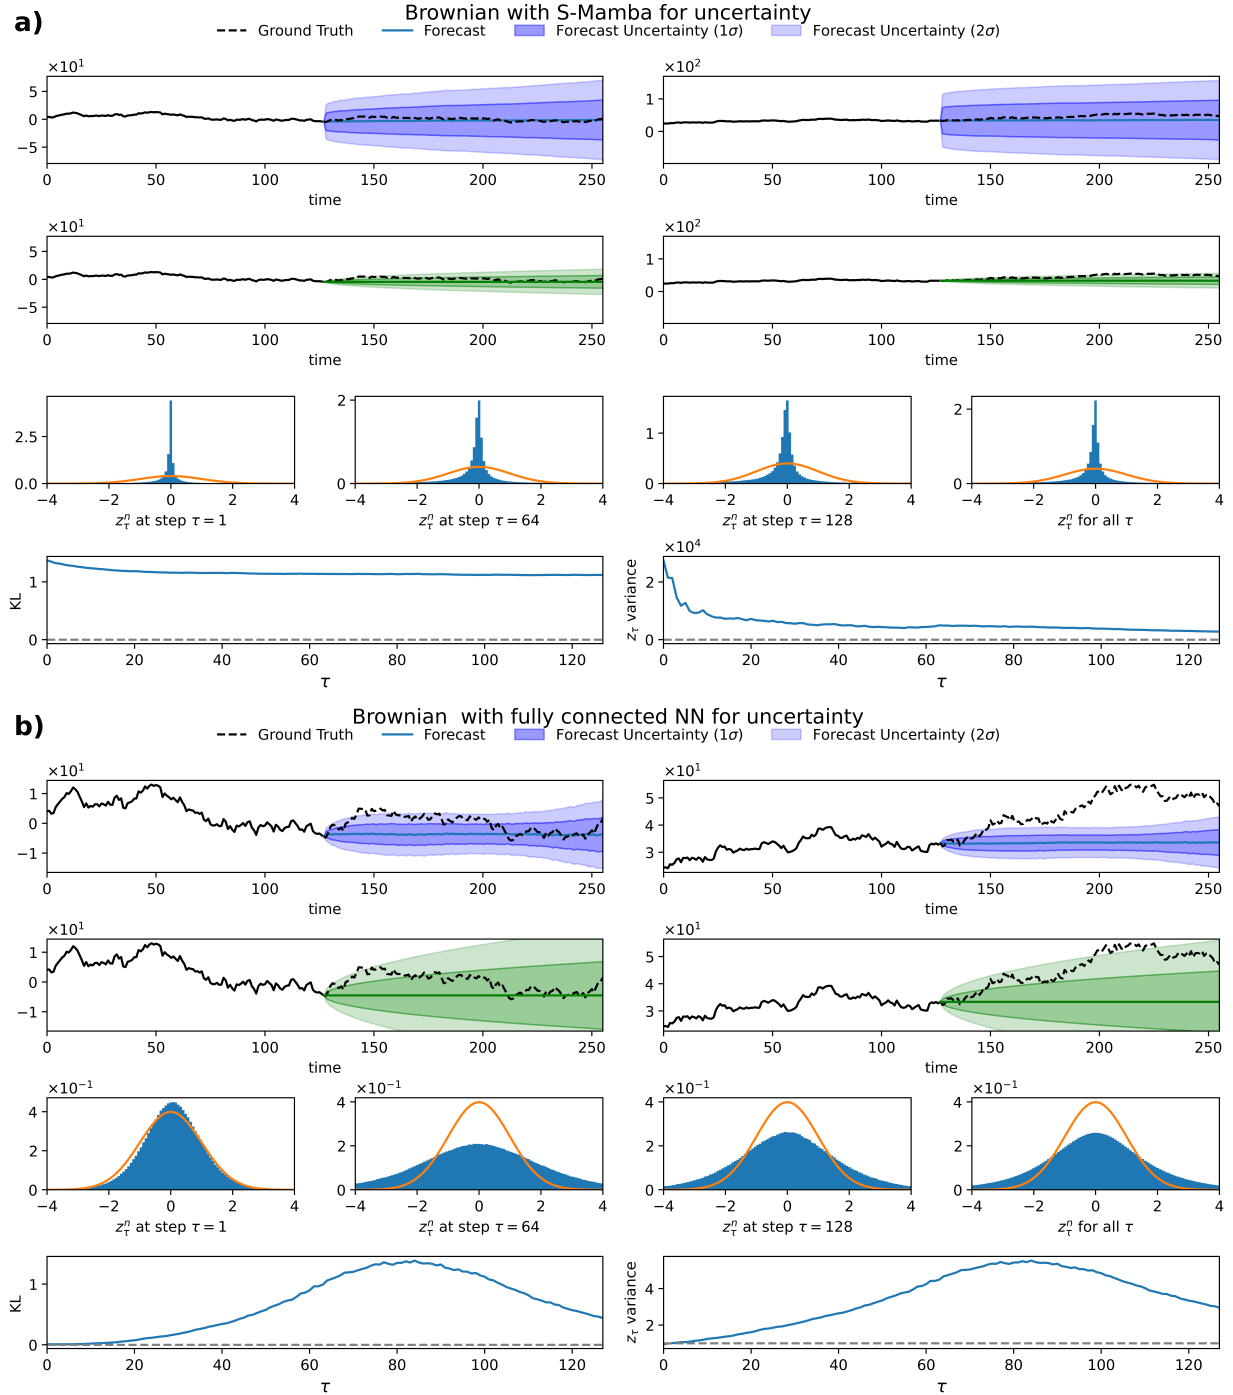 a)
Brownian with S-Mamba for uncertainty
Ground Truth Forecast Forecast Uncertainty (1σ) Forecast Uncertainty (2σ)
×10¹ ×10²
5 0 −5
1 0
0 50 100 150 200 250 0 50 100 150 200 250
time time
×10¹ ×10²
5 0 −5
1 0
0 50 100 150 200 250 0 50 100 150 200 250
time time
2.5 0.0
2 0
1 0
2 0
−4 −2 0 2 4 −4 −2 0 2 4 −4 −2 0 2 4 −4 −2 0 2 4
zτⁿ at step τ = 1 zτⁿ at step τ = 64 zτⁿ at step τ = 128 zτⁿ for all τ
×10⁴
KL 1 0
zτ variance 2 0
0 20 40 60 80 100 120 0 20 40 60 80 100 120
τ τ
b)
Brownian with fully connected NN for uncertainty
Ground Truth Forecast Forecast Uncertainty (1σ) Forecast Uncertainty (2σ)
×10¹ ×10¹
1 0 −1
5 4 3
0 50 100 150 200 250 0 50 100 150 200 250
time time
×10¹ ×10¹
1 0 −1
5 4 3
0 50 100 150 200 250 0 50 100 150 200 250
time time
×10⁻¹ ×10⁻¹ ×10⁻¹ ×10⁻¹
4 2 0
4 2 0
4 2 0
4 2 0
−4 −2 0 2 4 −4 −2 0 2 4 −4 −2 0 2 4 −4 −2 0 2 4
zτⁿ at step τ = 1 zτⁿ at step τ = 64 zτⁿ at step τ = 128 zτⁿ for all τ
KL 1 0
zτ variance 4 2
0 20 40 60 80 100 120 0 20 40 60 80 100 120
τ τ